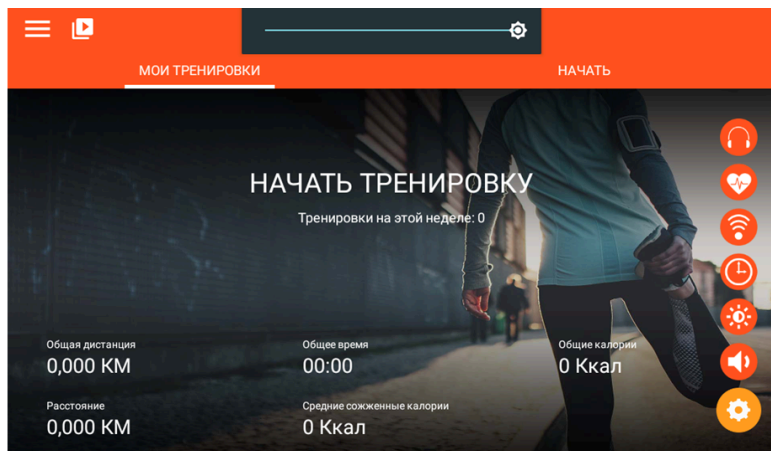 МОИ ТРЕНИРОВКИ
НАЧАТЬ
НАЧАТЬ ТРЕНИРОВКУ
Тренировки на этой неделе: 0
Общая дистанция
0,000 КМ
Общее время
00:00
Общие калории
0 Ккал
Расстояние
0,000 КМ
Средние сожженные калории
0 Ккал